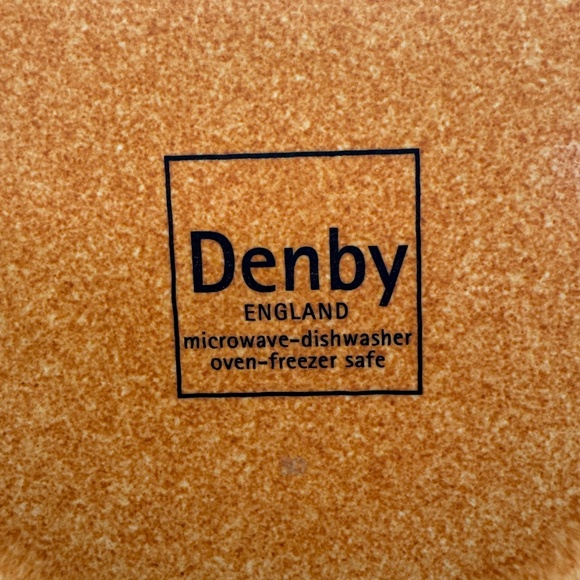 Denby
ENGLAND
microwave-dishwasher
oven-freezer safe